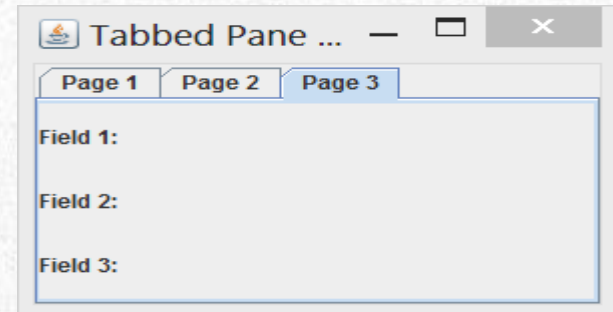 Tabbed Pane ...
Page 1 Page 2 Page 3
Field 1:
Field 2:
Field 3: